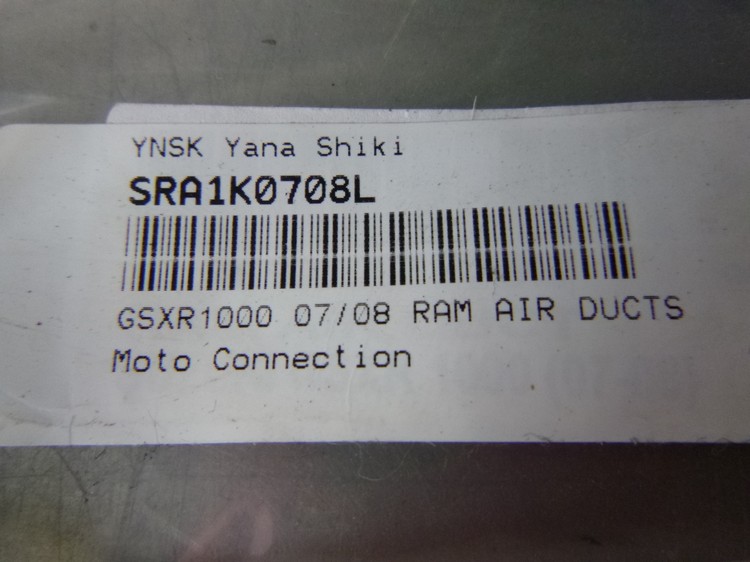 YNSK Yana Shiki
SRA1K0708L
GSXR1000 07/08 RAM AIR DUCTS
Moto Connection